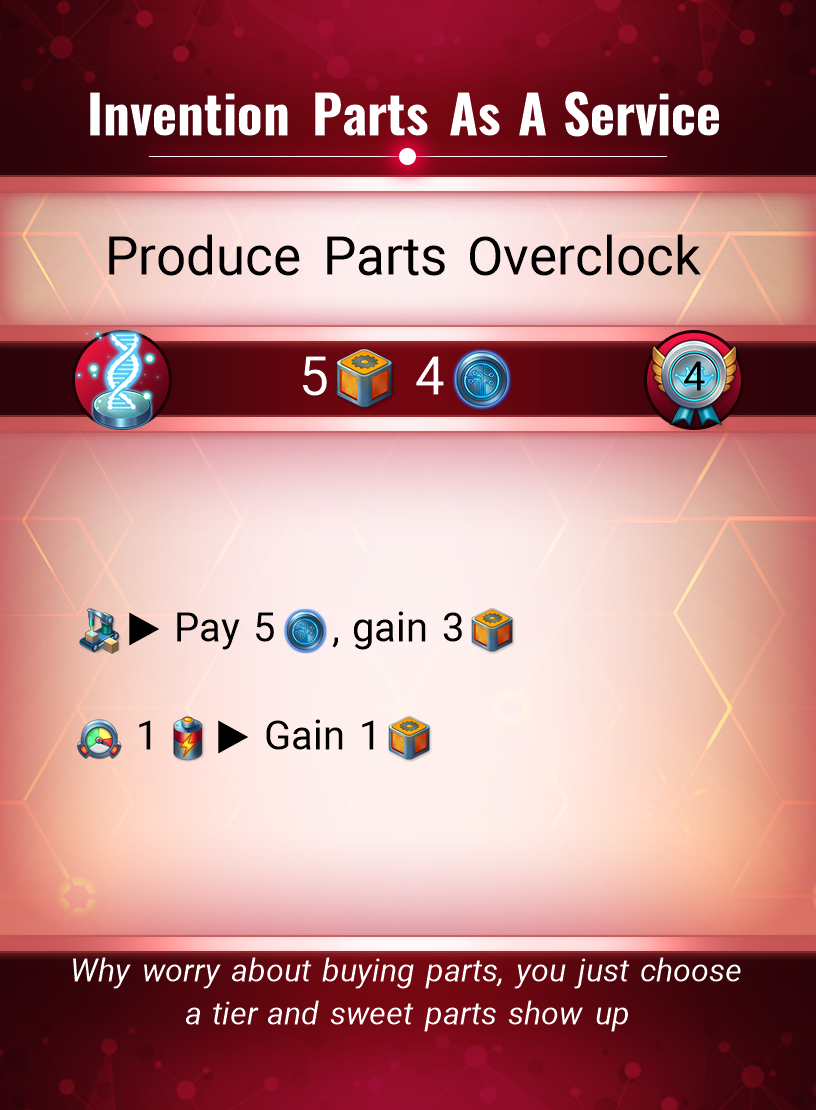 Invention Parts As A Service
Produce Parts Overclock
5 4 4
Pay 5 , gain 3
1 Gain 1
Why worry about buying parts, you just choose
a tier and sweet parts show up